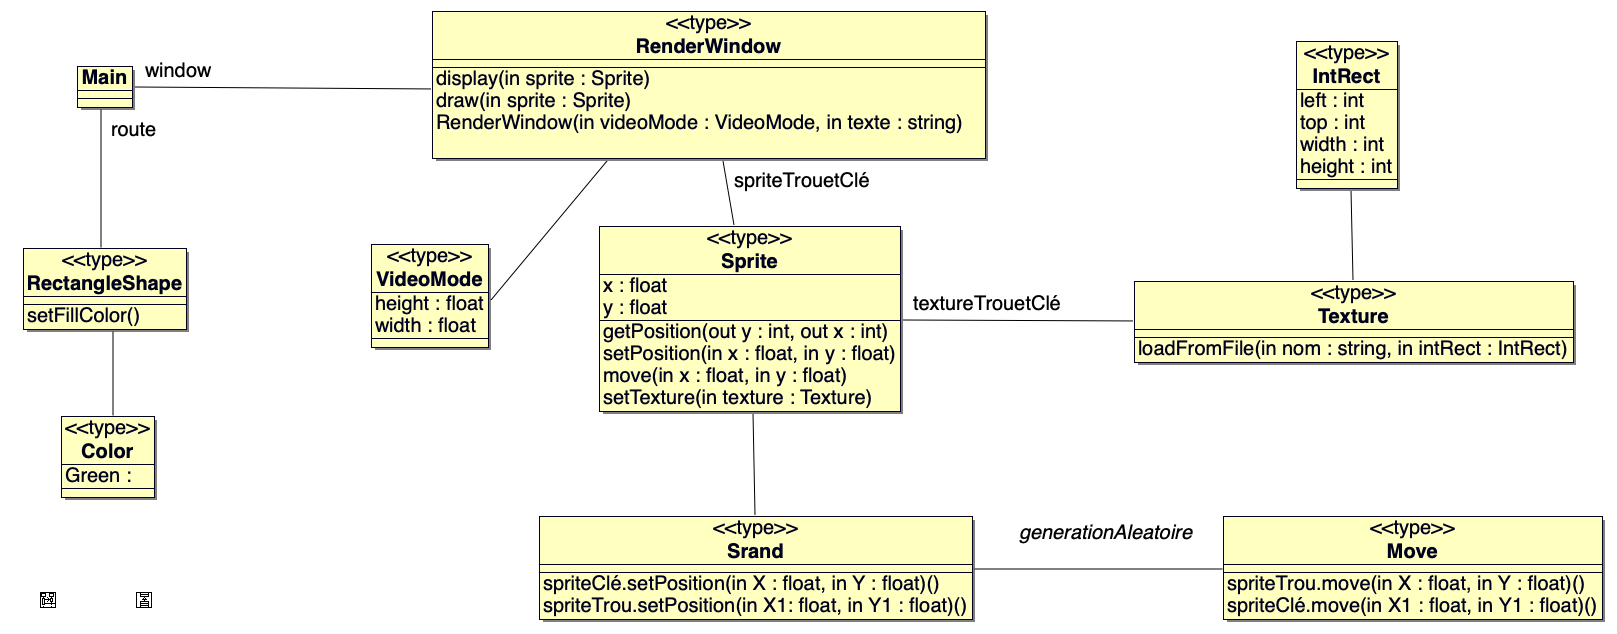 <<type>>
RenderWindow
display(in sprite : Sprite)
draw(in sprite : Sprite)
RenderWindow(in videoMode : VideoMode, in texte : string)
Main
window
route
<<type>>
IntRect
left : int
top : int
width : int
height : int
spriteTrouetClé
<<type>>
RectangleShape
setFillColor()
<<type>>
VideoMode
height : float
width : float
<<type>>
Sprite
x : float
y : float
getPosition(out y : int, out x : int)
setPosition(in x : float, in y : float)
move(in x : float, in y : float)
setTexture(in texture : Texture)
textureTrouetClé
<<type>>
Texture
loadFromFile(in nom : string, in intRect : IntRect)
<<type>>
Color
Green :
<<type>>
Srand
spriteClé.setPosition(in X : float, in Y : float)()
spriteTrou.setPosition(in X1: float, in Y1 : float)()
generationAleatoire
<<type>>
Move
spriteTrou.move(in X : float, in Y : float)()
spriteClé.move(in X1 : float, in Y1 : float)()